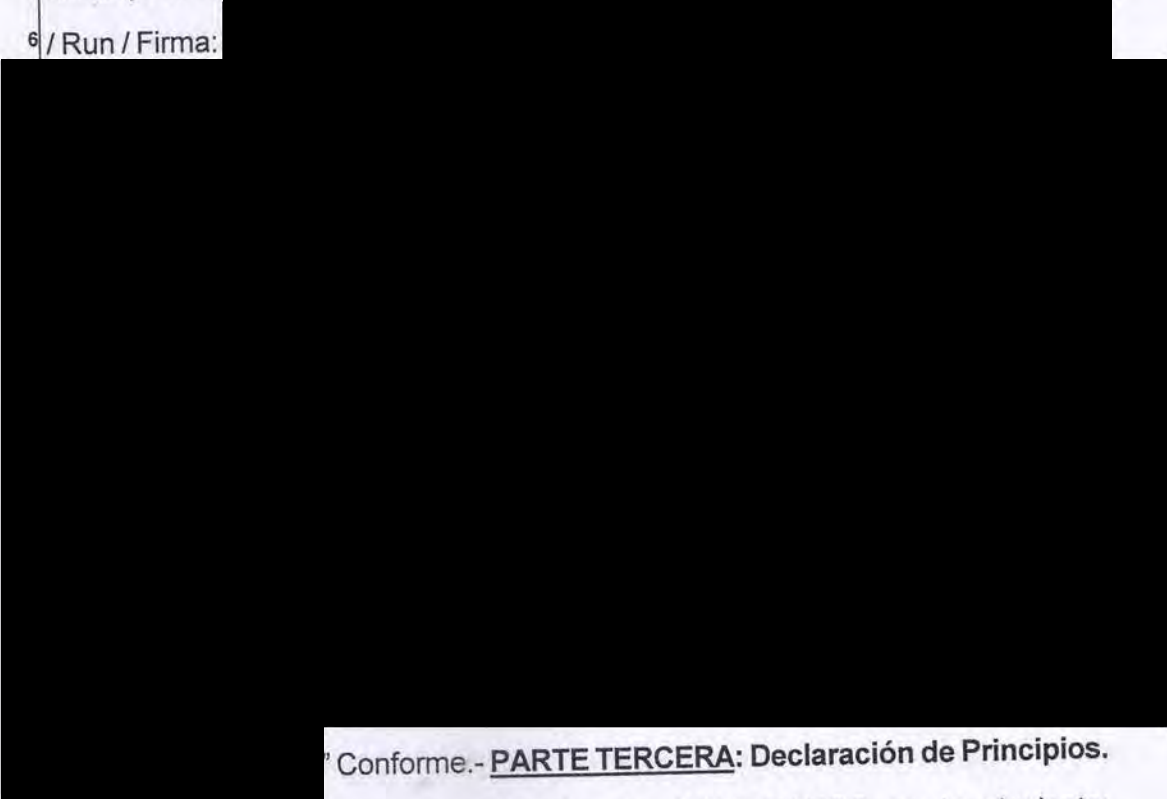 6 / Run / Firma:
” Conforme.- PARTE TERCERA: Declaración de Principios.